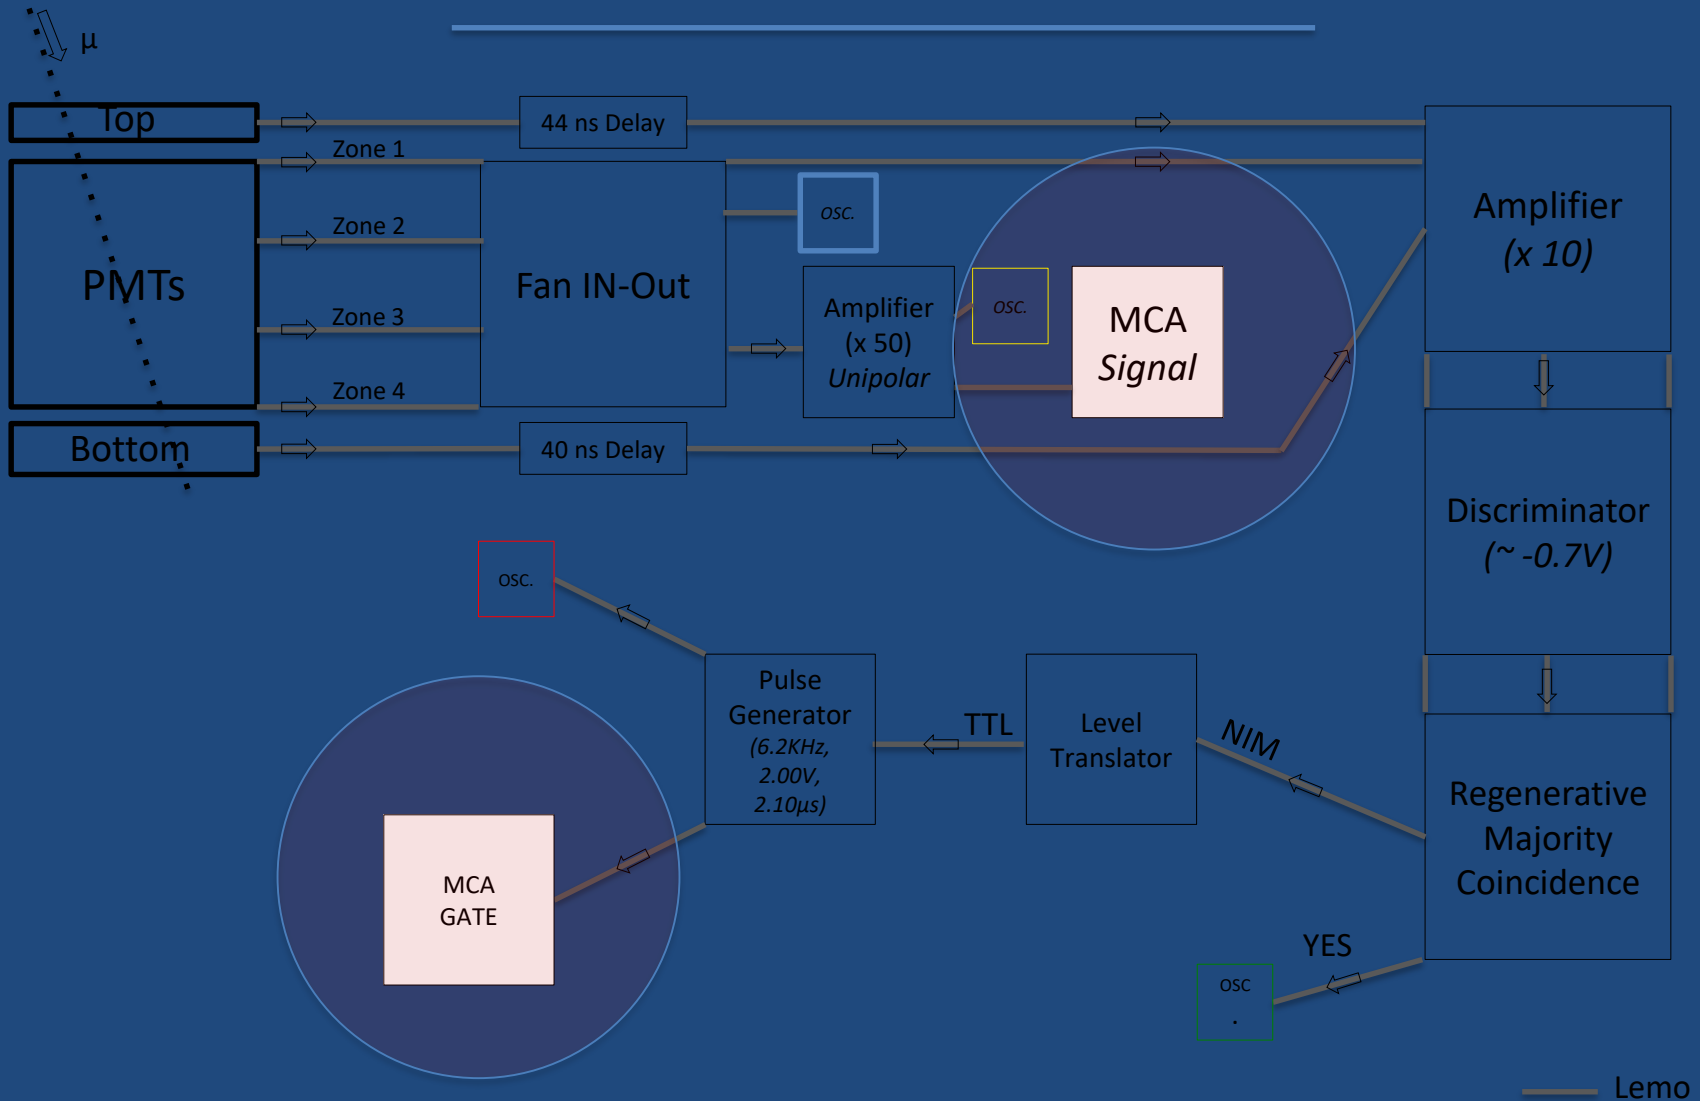 μ
Top
44 ns Delay
Zone 1
Zone 2
Zone 3
Zone 4
PMTs
Fan IN-Out
OSC.
Amplifier
(x 50)
Unipolar
OSC.
MCA
Signal
Amplifier
(x 10)
Bottom
40 ns Delay
Discriminator
(~ -0.7V)
OSC.
Pulse
Generator
(6.2KHz,
2.00V,
2.10μs)
TTL
Level
Translator
NIM
Regenerative
Majority
Coincidence
MCA
GATE
YES
OSC
.
Lemo